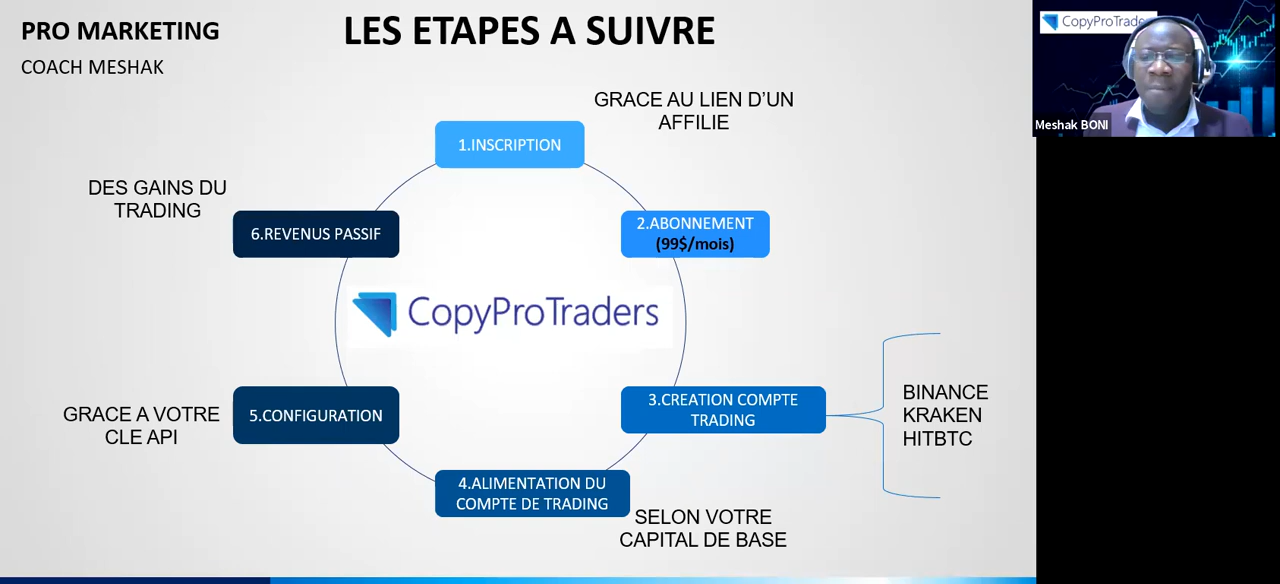 PRO MARKETING
COACH MESHAK
LES ETAPES A SUIVRE
CopyProTraders
Meshak BONI
GRACE AU LIEN D'UN
AFFILIE
1.INSCRIPTION
2.ABONNEMENT
(99$/mois)
DES GAINS DU
TRADING
6.REVENUS PASSIF
CopyProTraders
3.CREATION COMPTE
TRADING
BINANCE
KRAKEN
HITBTC
GRACE A VOTRE
CLE API
5.CONFIGURATION
4.ALIMENTATION DU
COMPTE DE TRADING
SELON VOTRE
CAPITAL DE BASE